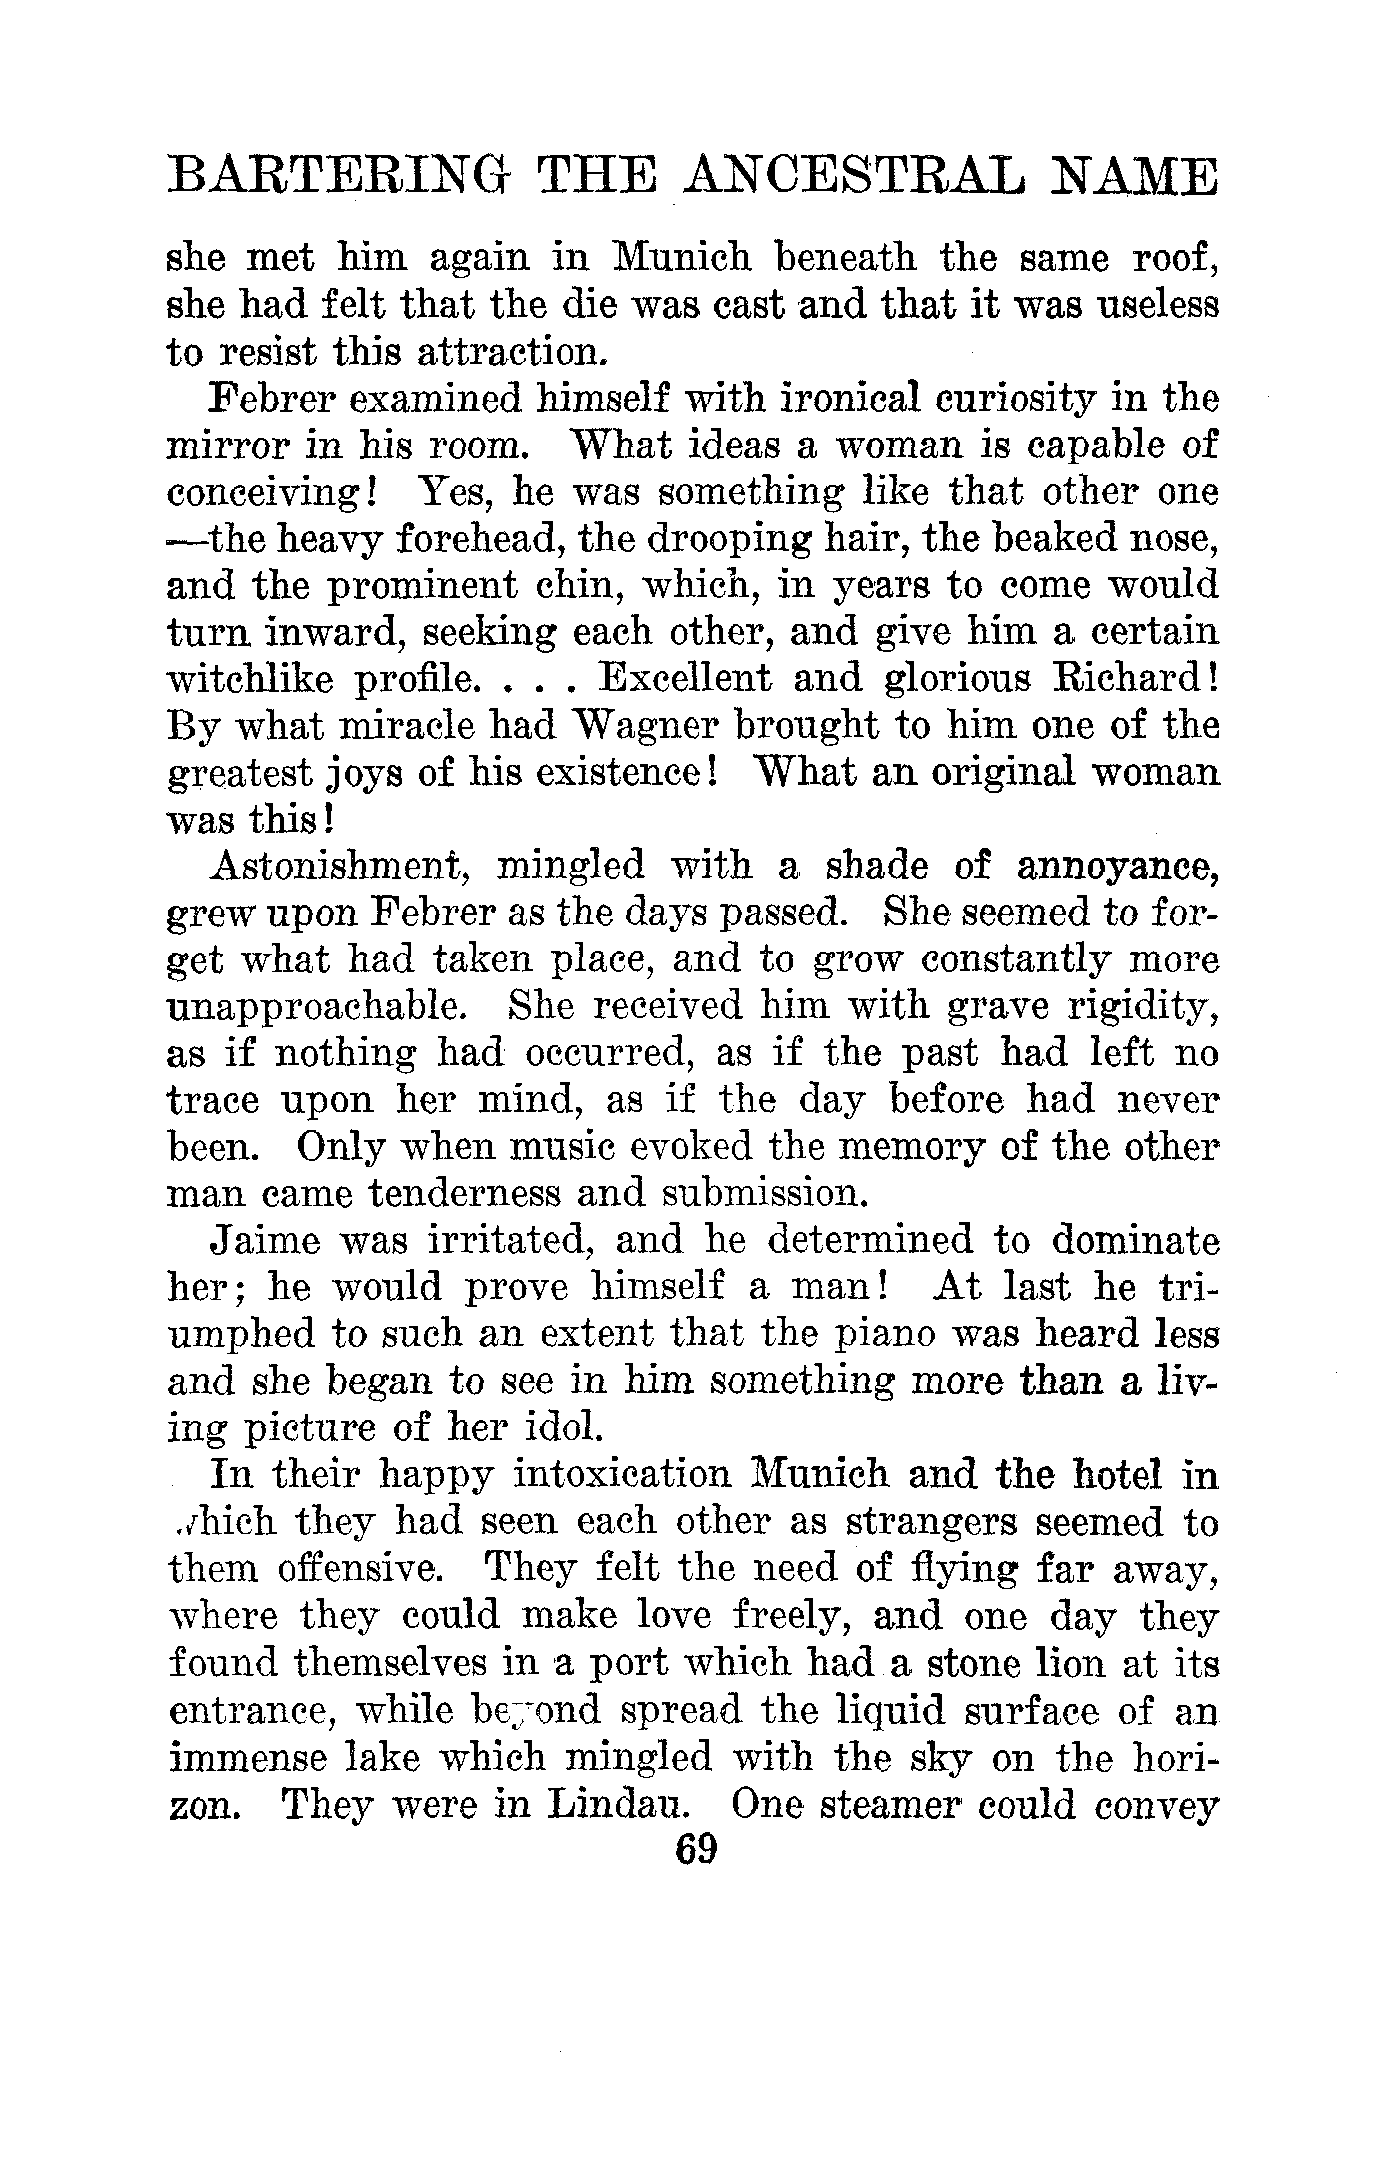 BARTERING THE ANCESTRAL NAME
she met him again in Munich beneath the same roof,
she had felt that the die was cast and that it was useless
to resist this attraction.
Febrer examined himself with ironical curiosity in the
mirror in his room. What ideas a woman is capable of
conceiving! Yes, he was something like that other one
—the heavy forehead, the drooping hair, the beaked nose,
and the prominent chin, which, in years to come would
turn inward, seeking each other, and give him a certain
witchlike profile. . . . Excellent and glorious Richard!
By what miracle had Wagner brought to him one of the
greatest joys of his existence! What an original woman
was this!
Astonishment, mingled with a shade of annoyance,
grew upon Febrer as the days passed. She seemed to for-
get what had taken place, and to grow constantly more
unapproachable. She received him with grave rigidity,
as if nothing had occurred, as if the past had left no
trace upon her mind, as if the day before had never
been. Only when music evoked the memory of the other
man came tenderness and submission.
Jaime was irritated, and he determined to dominate
her; he would prove himself a man! At last he tri-
umphed to such an extent that the piano was heard less
and she began to see in him something more than a liv-
ing picture of her idol.
In their happy intoxication Munich and the hotel in
which they had seen each other as strangers seemed to
them offensive. They felt the need of flying far away,
where they could make love freely, and one day they
found themselves in a port which had a stone lion at its
entrance, while beyond spread the liquid surface of an
immense lake which mingled with the sky on the hori-
zon. They were in Lindau. One steamer could convey
69